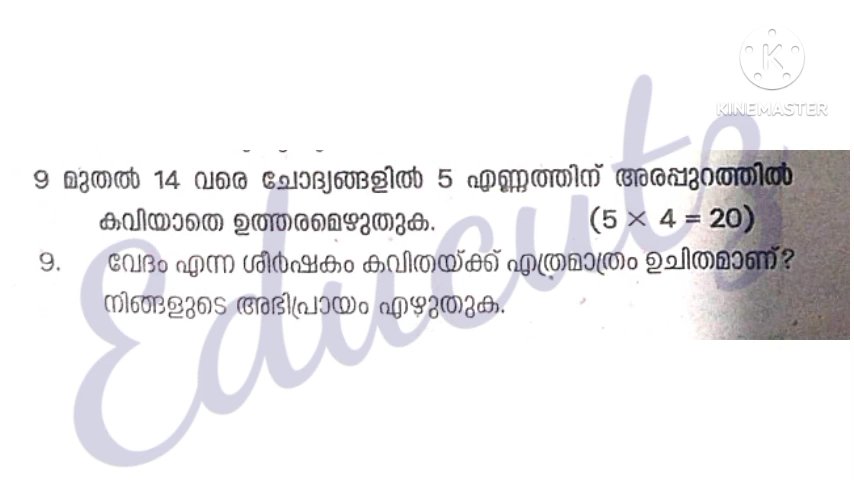 KINEMASTER
9 മുതൽ 14 വരെ ചോദ്യങ്ങളിൽ 5 എണ്ണത്തിന് അരപ്പുറത്തിൽ
കവിയാതെ ഉത്തരമെഴുതുക. (5 × 4 = 20)
9. വേദം എന്ന ശീർഷകം കവിതയ്ക്ക് എത്രമാത്രം ഉചിതമാണ്?
നിങ്ങളുടെ അഭിപ്രായം എഴുതുക.
Educuts